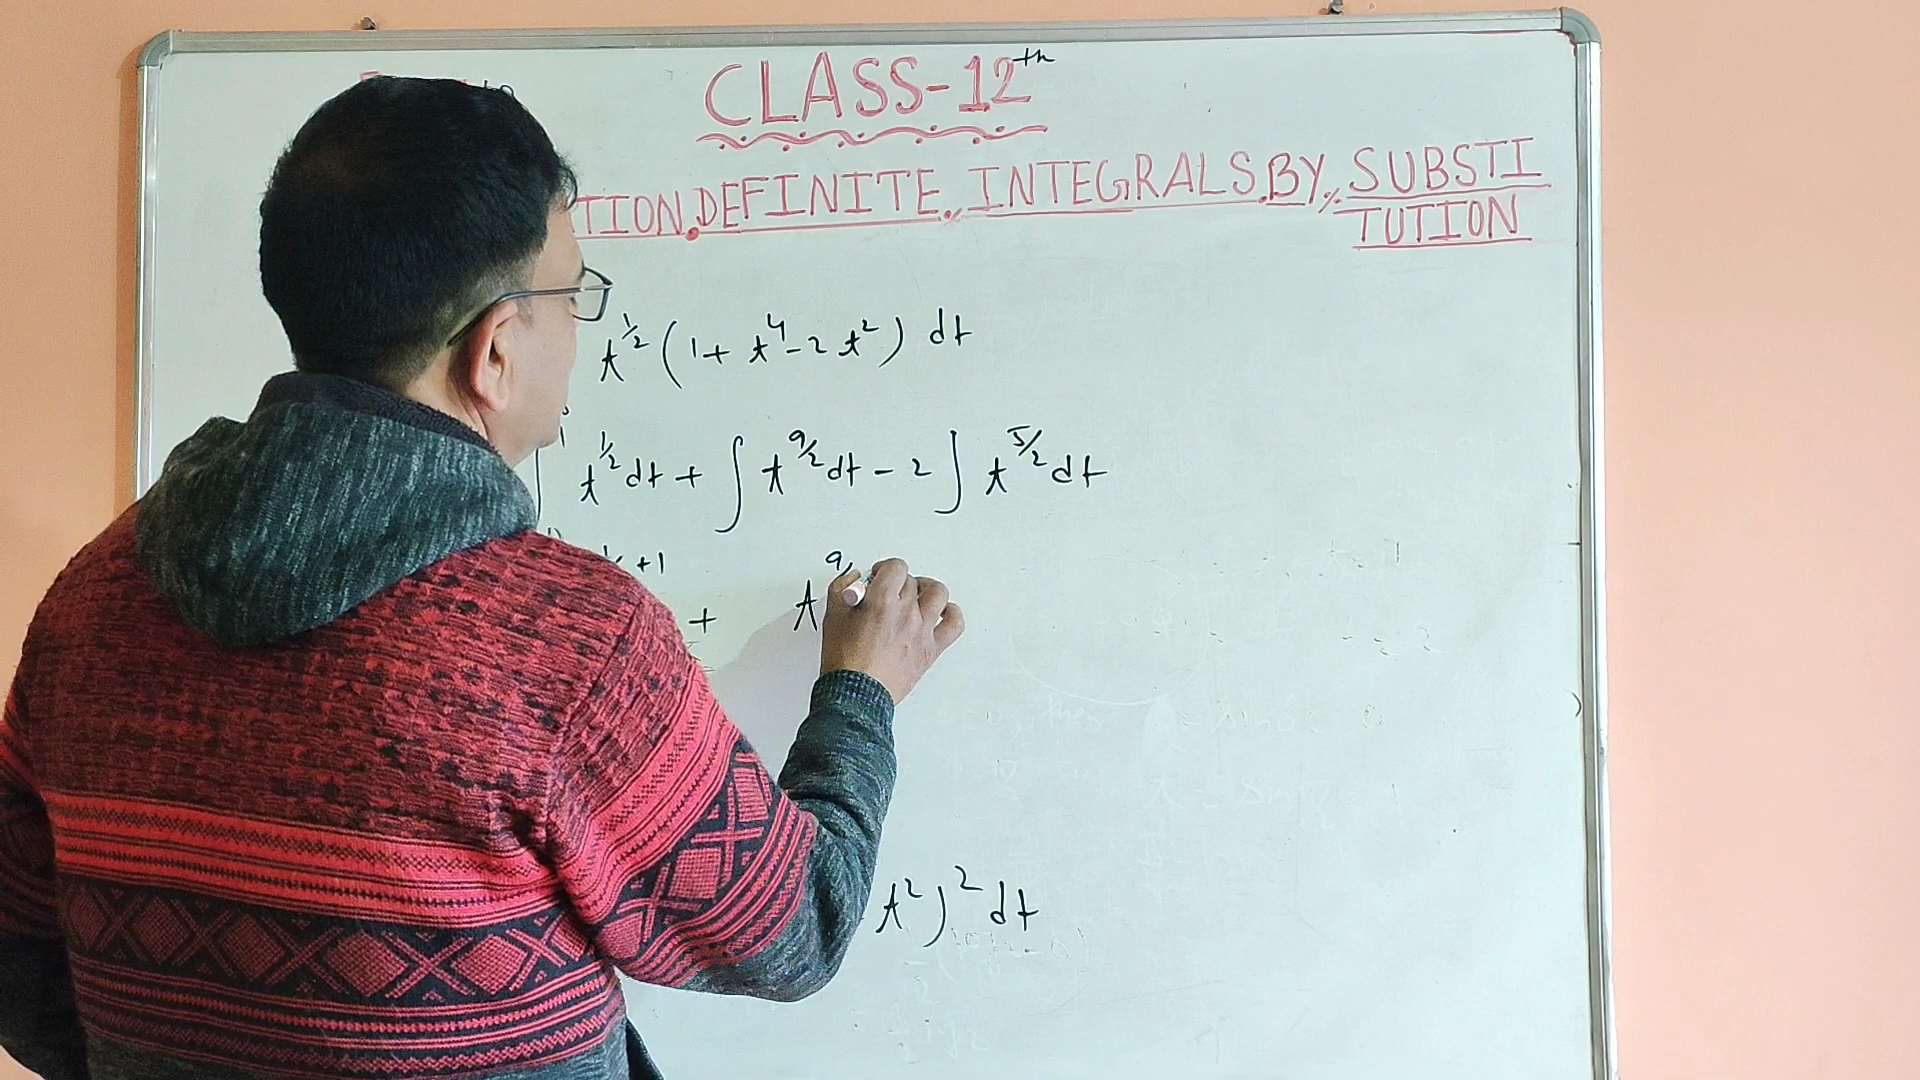 CLASS-12th
TION DEFINITE INTEGRALS BY SUBSTI
TUTION
t^1/2 (1 + t^4 - 2 t^2) dt
∫ t^1/2 dt + ∫ t^9/2 dt - 2 ∫ t^5/2 dt
+1
+ t^9/
t^2)^2 dt